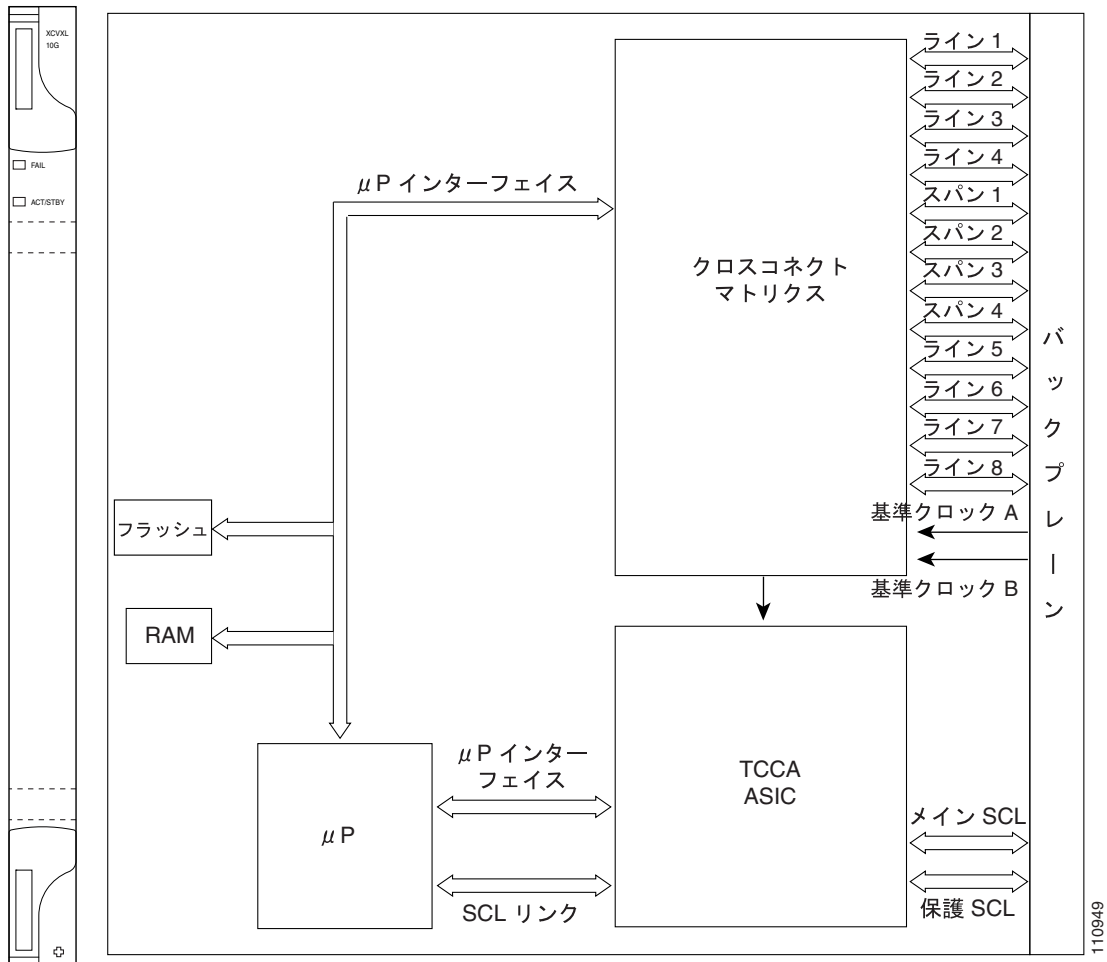 XCVXL
10G
FAIL
ACT/STBY
μP インターフェイス
クロスコネクト
マトリクス
ライン 1
ライン 2
ライン 3
ライン 4
スパン 1
スパン 2
スパン 3
スパン 4
ライン 5
ライン 6
ライン 7
ライン 8
基準クロック A
基準クロック B
バックプレーン
フラッシュ
RAM
μP インター
フェイス
μP
SCL リンク
TCCA
ASIC
メイン SCL
保護 SCL
110949